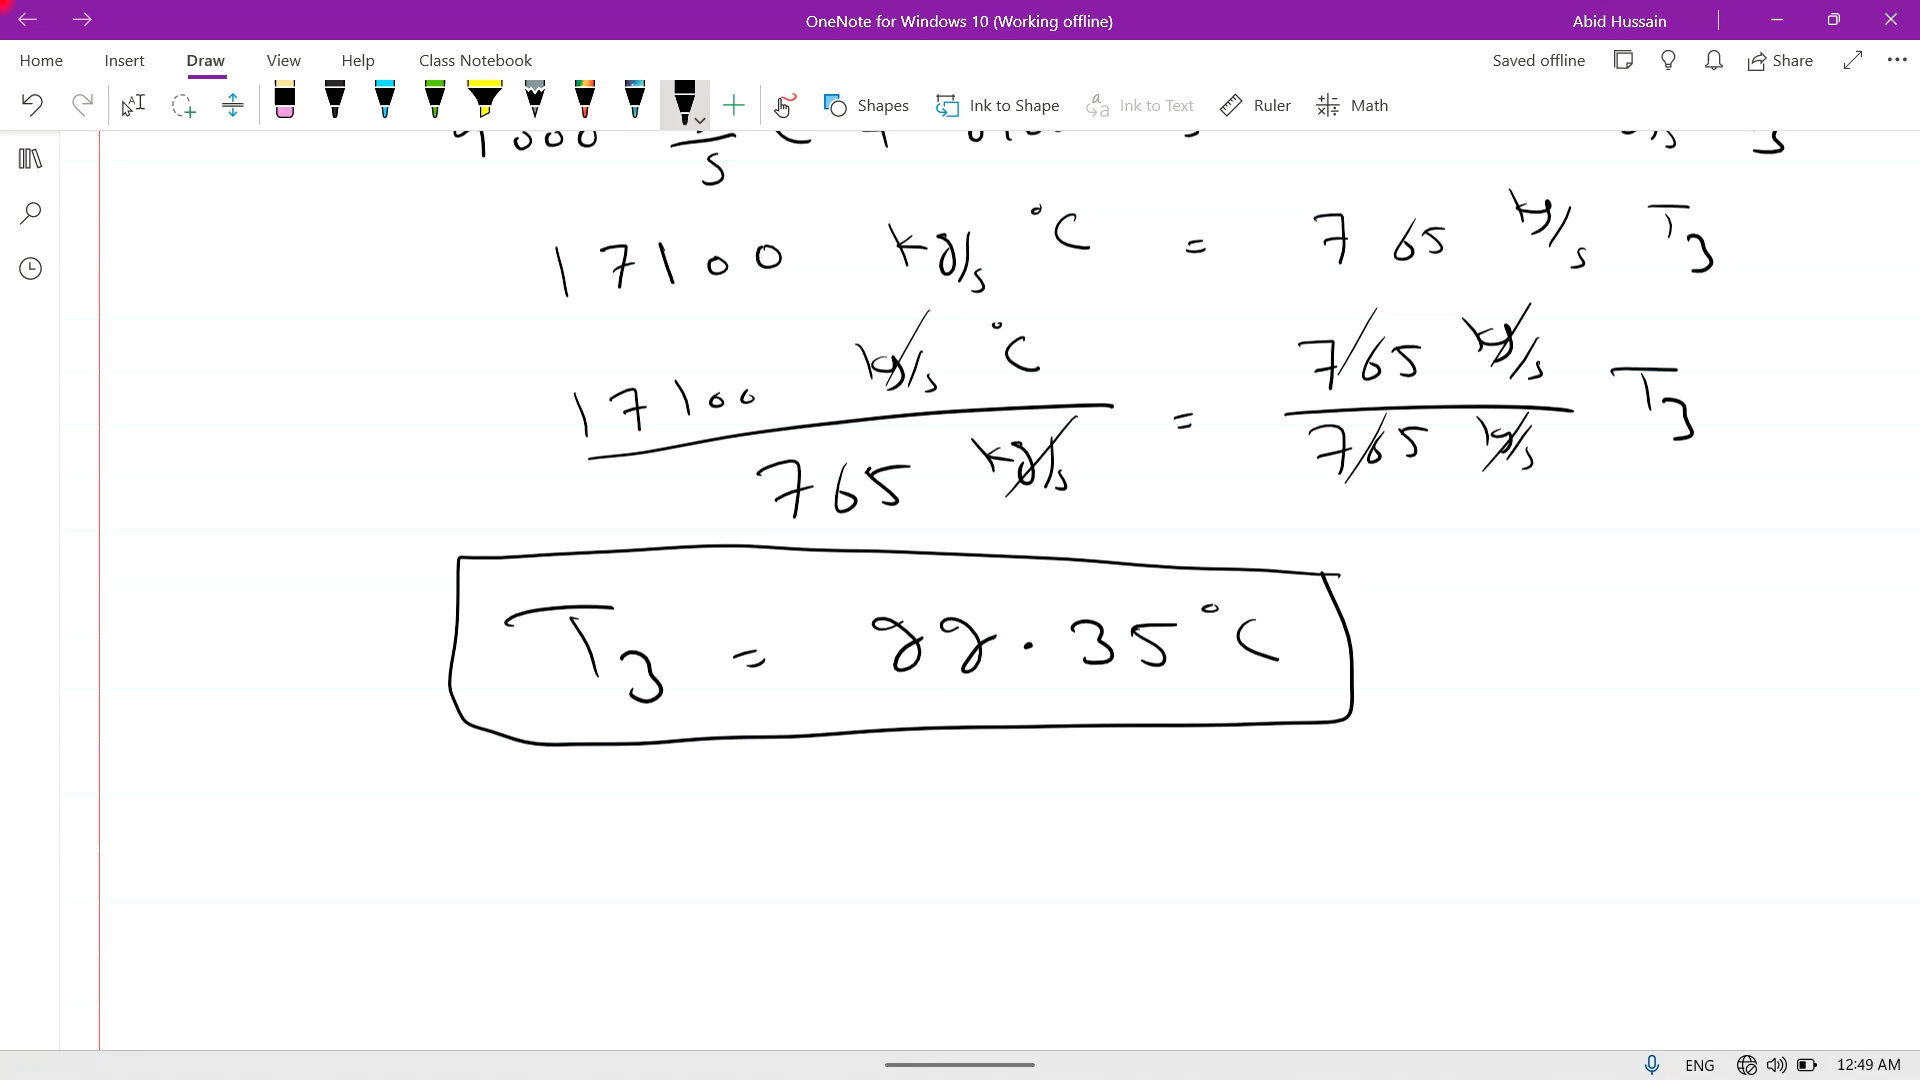 OneNote for Windows 10 (Working offline)
Abid Hussain
Home Insert Draw View Help Class Notebook
Saved offline
Share
Shapes
Ink to Shape
Ink to Text
Ruler
Math
17100 kg/s °C = 765 kg/s T3
17100 kg/s °C / 765 kg/s = 765 kg/s / 765 kg/s T3
T3 = 22.35 °C
ENG
12:49 AM